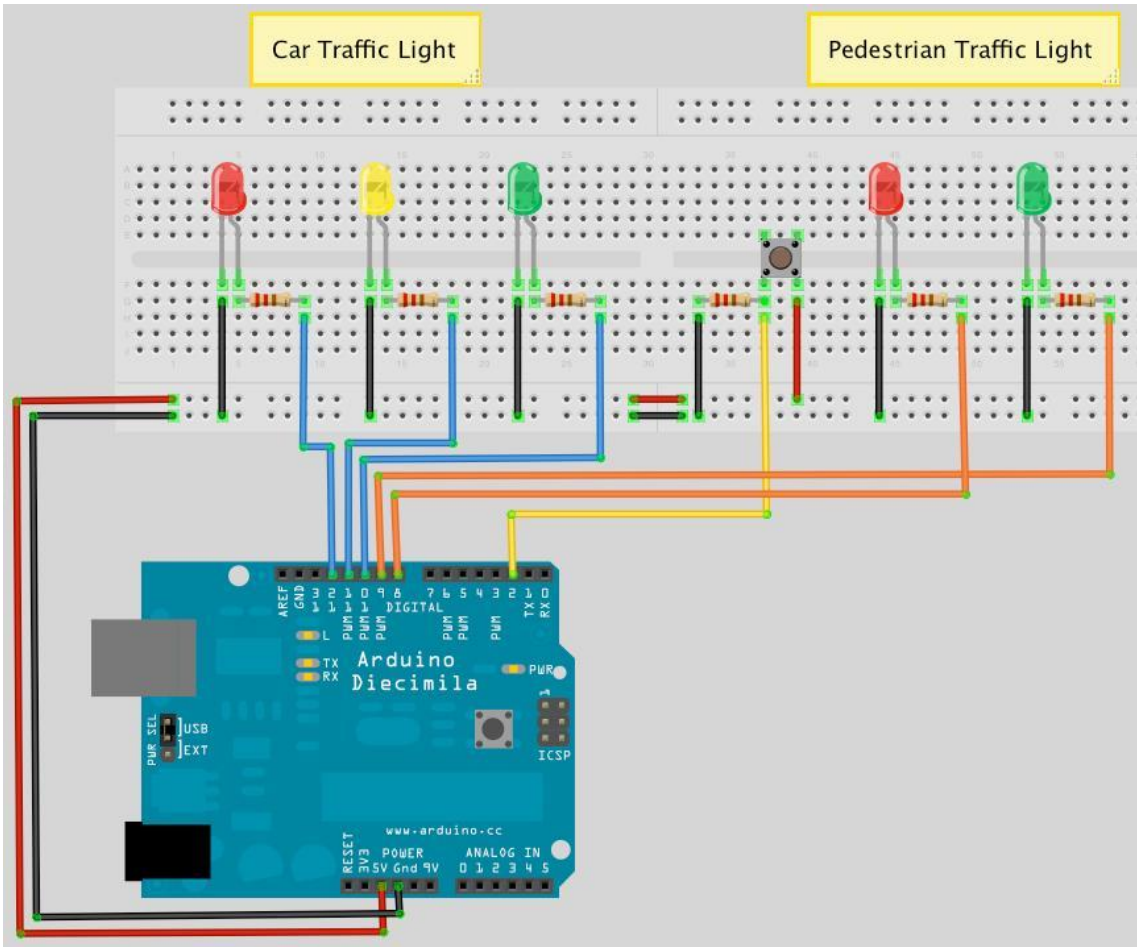 Car Traffic Light
Pedestrian Traffic Light
AREF
GND
13
12
11
10
9
8
7
6
5
4
3
2
TX 1
RX 0
PWM
PWM
PWM
PWM
PWM
PWM
DIGITAL
L
TX
RX
Arduino
Diecimila
PWR
1
ICSP
PWR SEL
USB
EXT
www.arduino.cc
RESET
3V3
5V Gnd 9V
POWER
ANALOG IN
0 1 2 3 4 5